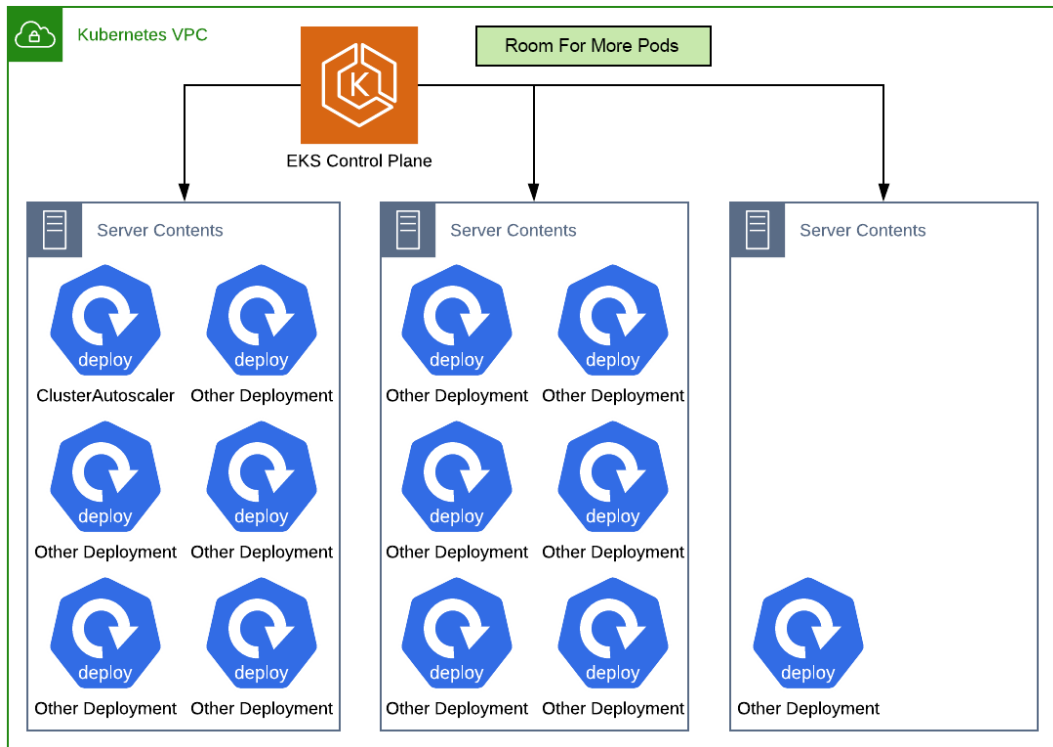 Kubernetes VPC
Room For More Pods
K
EKS Control Plane
Server Contents
Server Contents
Server Contents
deploy
deploy
deploy
deploy
ClusterAutoscaler
Other Deployment
Other Deployment
Other Deployment
deploy
deploy
deploy
deploy
Other Deployment
Other Deployment
Other Deployment
Other Deployment
deploy
deploy
deploy
deploy
deploy
Other Deployment
Other Deployment
Other Deployment
Other Deployment
Other Deployment